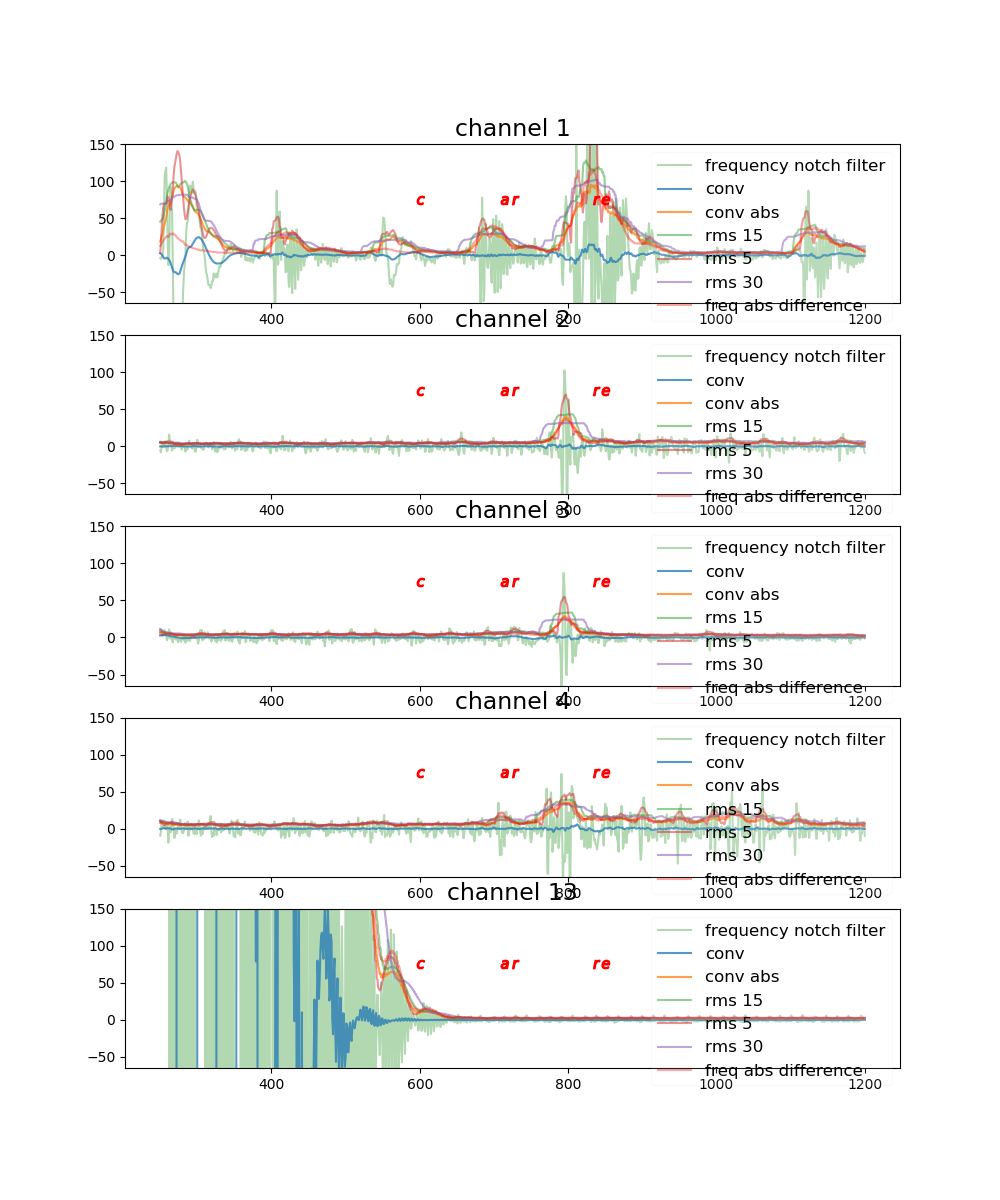 channel 1
150
100
50
0
−50
c ar re
frequency notch filter
conv
conv abs
rms 15
rms 5
rms 30
freq abs difference
400 600 800 1000 1200
channel 2
150
100
50
0
−50
c ar re
frequency notch filter
conv
conv abs
rms 15
rms 5
rms 30
freq abs difference
400 600 800 1000 1200
channel 3
150
100
50
0
−50
c ar re
frequency notch filter
conv
conv abs
rms 15
rms 5
rms 30
freq abs difference
400 600 800 1000 1200
channel 4
150
100
50
0
−50
c ar re
frequency notch filter
conv
conv abs
rms 15
rms 5
rms 30
freq abs difference
400 600 800 1000 1200
channel 13
150
100
50
0
−50
c ar re
frequency notch filter
conv
conv abs
rms 15
rms 5
rms 30
freq abs difference
400 600 800 1000 1200